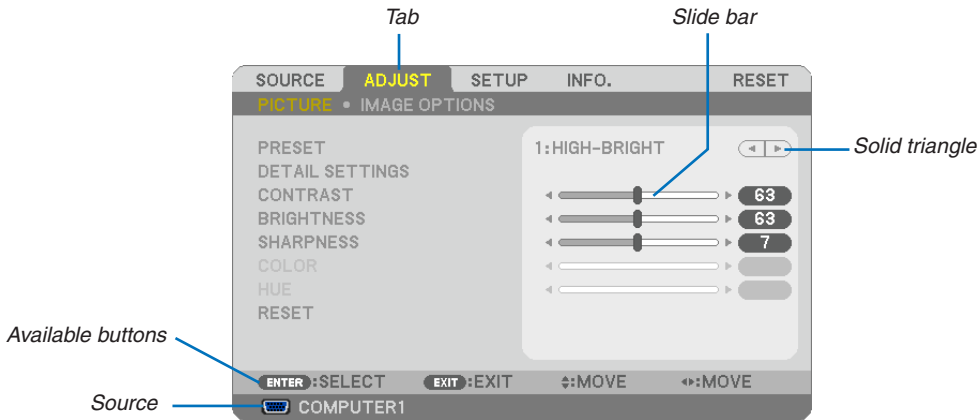 Tab
Slide bar
SOURCE ADJUST SETUP INFO. RESET
PICTURE • IMAGE OPTIONS
PRESET 1:HIGH-BRIGHT
Solid triangle
DETAIL SETTINGS
CONTRAST 63
BRIGHTNESS 63
SHARPNESS 7
COLOR
HUE
RESET
Available buttons
ENTER :SELECT EXIT :EXIT :MOVE :MOVE
Source
COMPUTER1